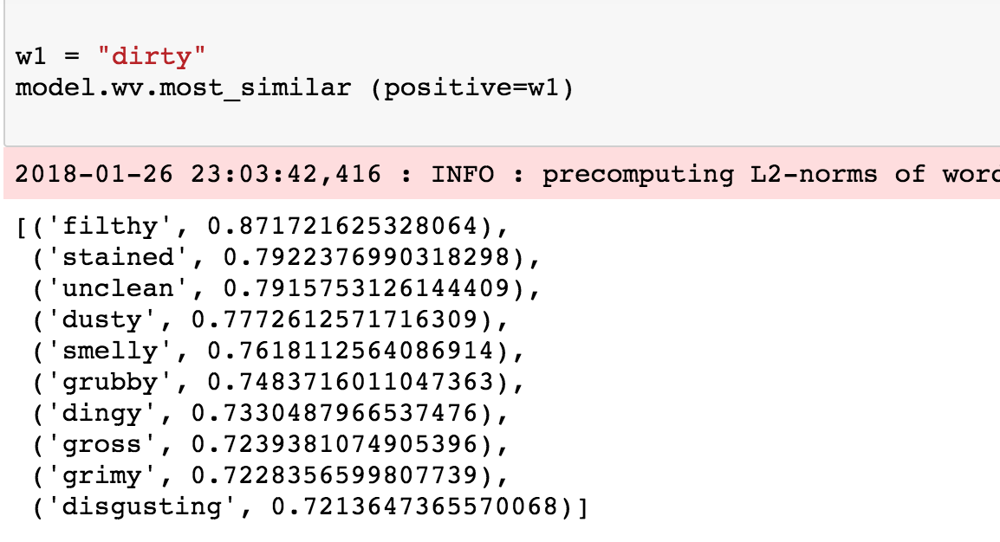 w1 = "dirty"
model.wv.most_similar (positive=w1)
2018-01-26 23:03:42,416 : INFO : precomputing L2-norms of
[('filthy', 0.871721625328064),
('stained', 0.7922376990318298),
('unclean', 0.7915753126144409),
('dusty', 0.7772612571716309),
('smelly', 0.7618112564086914),
('grubby', 0.7483716011047363),
('dingy', 0.7330487966537476),
('gross', 0.7239381074905396),
('grimy', 0.7228356599807739),
('disgusting', 0.7213647365570068)]